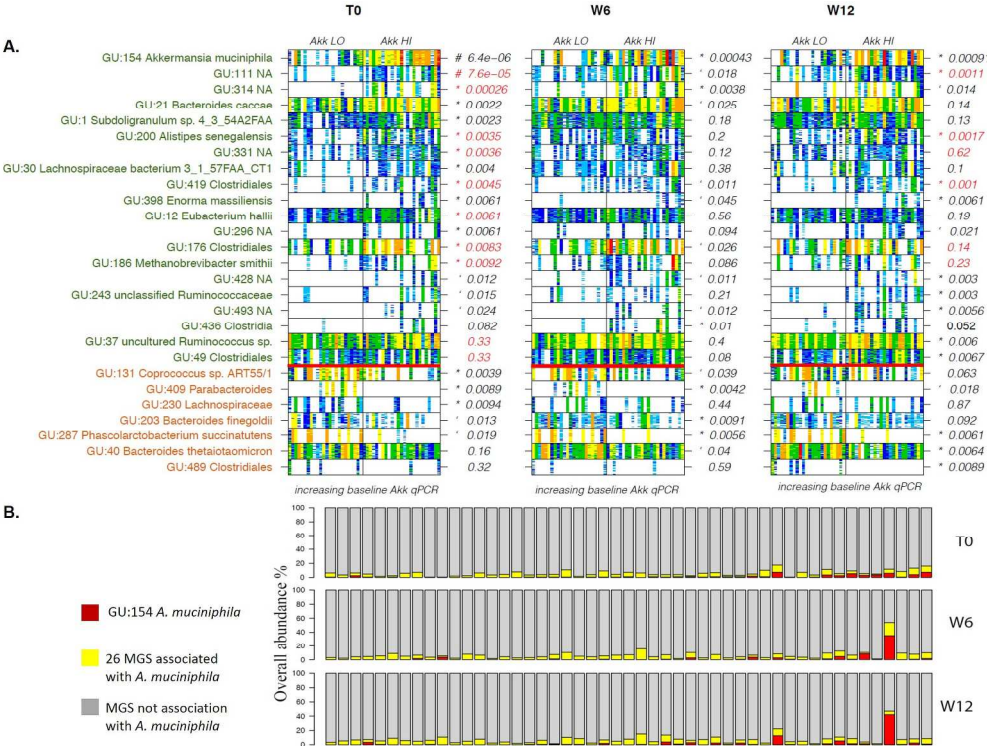 T0 W6 W12
A.
Akk LO Akk HI Akk LO Akk HI Akk LO Akk HI
GU:154 Akkermansia muciniphila # 6.4e-06 * 0.00043 * 0.0009
GU:111 NA # 7.6e-05 ' 0.018 * 0.0011
GU:314 NA * 0.00026 * 0.0038 ' 0.014
GU:21 Bacteroides caccae * 0.0022 ' 0.025 0.14
GU:1 Subdoligranulum sp. 4_3_54A2FAA * 0.0023 0.18 0.13
GU:200 Alistipes senegalensis * 0.0035 0.2 * 0.0017
GU:331 NA * 0.0036 0.12 0.62
GU:30 Lachnospiraceae bacterium 3_1_57FAA_CT1 * 0.004 0.38 0.1
GU:419 Clostridiales * 0.0045 ' 0.011 * 0.001
GU:398 Enorma massiliensis * 0.0061 ' 0.045 * 0.0061
GU:12 Eubacterium hallii * 0.0061 0.56 0.19
GU:296 NA * 0.0061 0.094 ' 0.021
GU:176 Clostridiales * 0.0083 ' 0.026 0.14
GU:186 Methanobrevibacter smithii * 0.0092 0.086 0.23
GU:428 NA ' 0.012 ' 0.011 * 0.003
GU:243 unclassified Ruminococcaceae ' 0.015 0.21 * 0.003
GU:493 NA ' 0.024 ' 0.012 * 0.0056
GU:436 Clostridia 0.082 * 0.01 0.052
GU:37 uncultured Ruminococcus sp. 0.33 0.4 * 0.006
GU:49 Clostridiales 0.33 0.08 * 0.0067
GU:131 Coprococcus sp. ART55/1 * 0.0039 ' 0.039 0.063
GU:409 Parabacteroides * 0.0089 * 0.0042 ' 0.018
GU:230 Lachnospiraceae * 0.0094 0.44 0.87
GU:203 Bacteroides finegoldii ' 0.013 * 0.0091 0.092
GU:287 Phascolarctobacterium succinatutens ' 0.019 * 0.0056 * 0.0061
GU:40 Bacteroides thetaiotaomicron 0.16 ' 0.04 * 0.0064
GU:489 Clostridiales 0.32 0.59 * 0.0089
increasing baseline Akk qPCR increasing baseline Akk qPCR increasing baseline Akk qPCR
B.
Overall abundance %
100
80
60
40
20
0
T0
100
80
60
40
20
0
W6
100
80
60
40
20
0
W12
GU:154 A. muciniphila
26 MGS associated
with A. muciniphila
MGS not association
with A. muciniphila